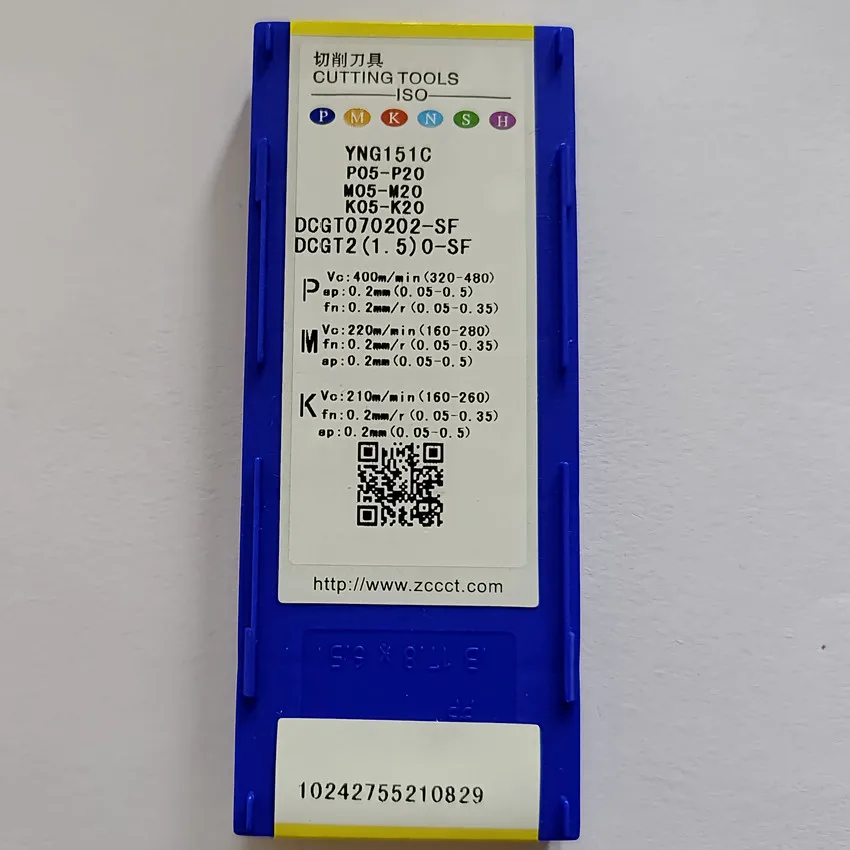 切削刀具
CUTTING TOOLS
ISO
P M K N S H
YNG151C
P05-P20
M05-M20
K05-K20
DCGT070202-SF
DCGT2(1.5)0-SF
P
Vc:400m/min(320-480)
ap:0.2mm(0.05-0.5)
fn:0.2mm/r(0.05-0.35)
M
Vc:220m/min(160-280)
fn:0.2mm/r(0.05-0.35)
ap:0.2mm(0.05-0.5)
K
Vc:210m/min(160-260)
fn:0.2mm/r(0.05-0.35)
ap:0.2mm(0.05-0.5)
http://www.zccct.com
PP
10242755210829